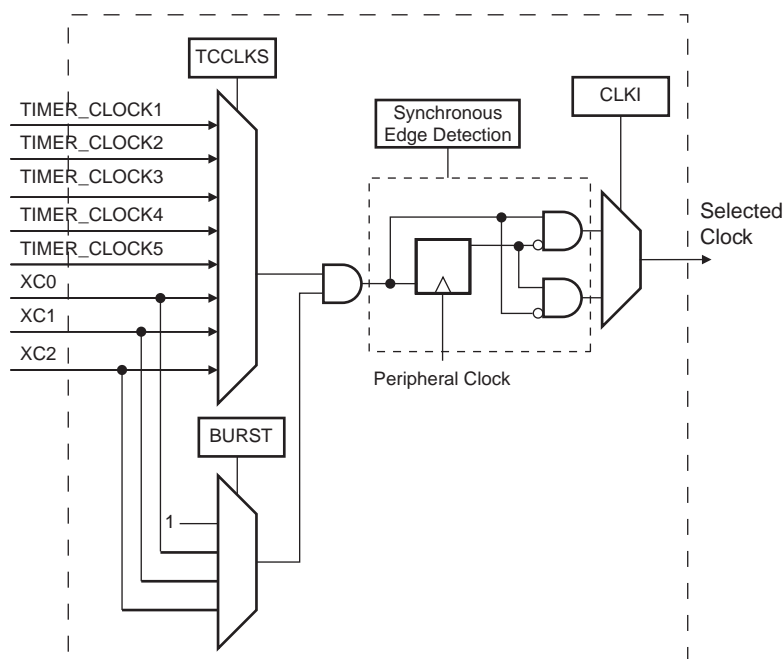 TCCLKS
TIMER_CLOCK1
TIMER_CLOCK2
TIMER_CLOCK3
TIMER_CLOCK4
TIMER_CLOCK5
XC0
XC1
XC2
Synchronous
Edge Detection
CLKI
Selected
Clock
Peripheral Clock
BURST
1